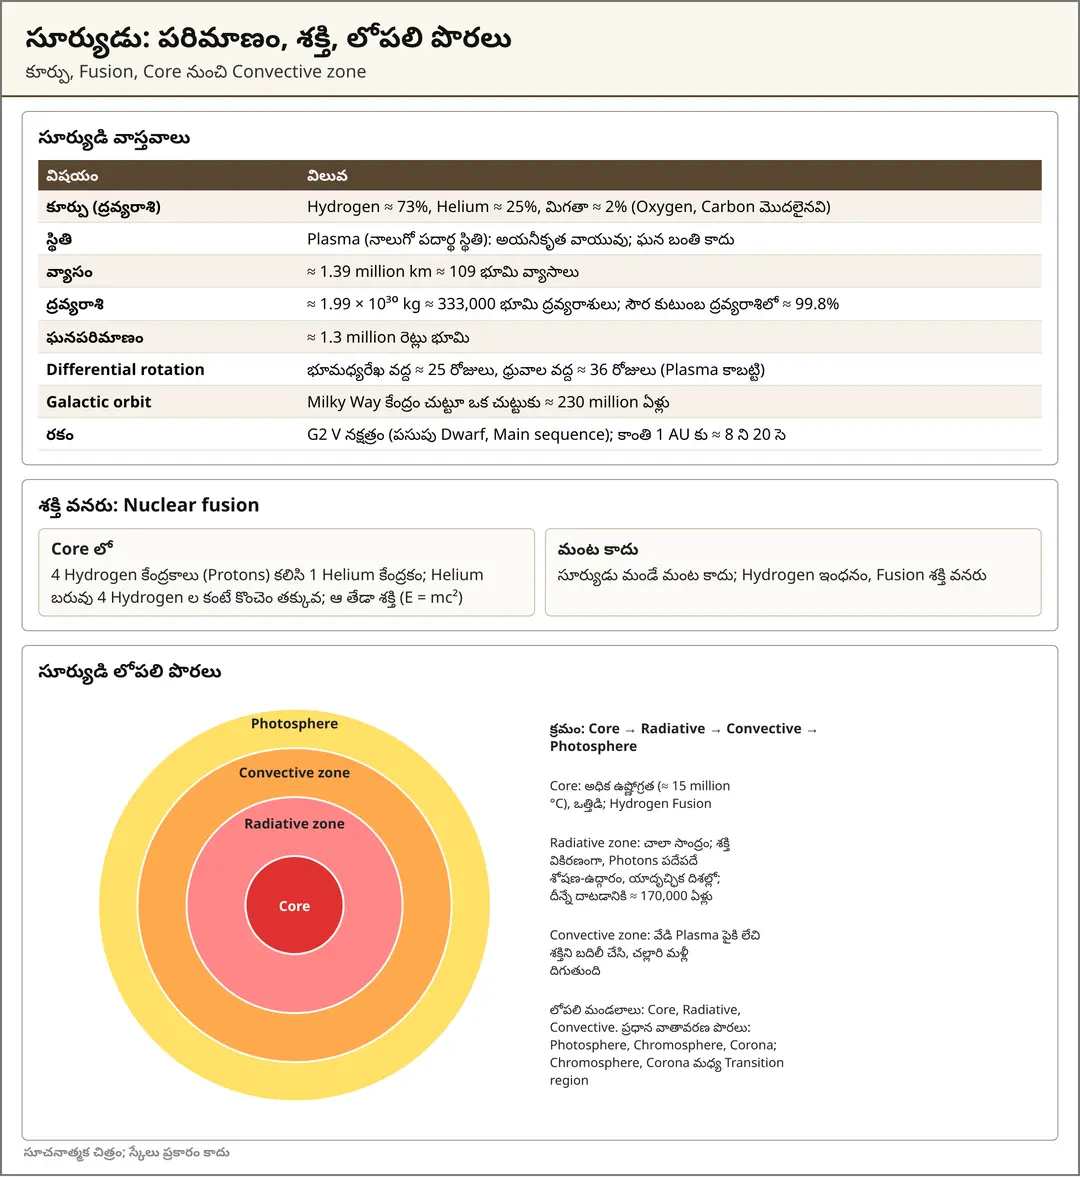 సూర్యుడు: పరిమాణం, శక్తి, లోపలి పొరలు
కూర్పు, Fusion, Core నుంచి Convective zone
సూర్యుడి వాస్తవాలు
విషయం విలువ
కూర్పు (ద్రవ్యరాశి) Hydrogen ≈ 73%, Helium ≈ 25%, మిగతా ≈ 2% (Oxygen, Carbon మొదలైనవి)
స్థితి Plasma (నాలుగో పదార్థ స్థితి): అయనీకృత వాయువు; ఘన బంతి కాదు
వ్యాసం ≈ 1.39 million km ≈ 109 భూమి వ్యాసాలు
ద్రవ్యరాశి ≈ 1.99 × 10³⁰ kg ≈ 333,000 భూమి ద్రవ్యరాశులు; సౌర కుటుంబ ద్రవ్యరాశిలో ≈ 99.8%
ఘనపరిమాణం ≈ 1.3 million రెట్లు భూమి
Differential rotation భూమధ్యరేఖ వద్ద ≈ 25 రోజులు, ధ్రువాల వద్ద ≈ 36 రోజులు (Plasma కాబట్టి)
Galactic orbit Milky Way కేంద్రం చుట్టూ ఒక చుట్టుకు ≈ 230 million ఏళ్లు
రకం G2 V నక్షత్రం (పసుపు Dwarf, Main sequence); కాంతి 1 AU కు ≈ 8 ని 20 సె
శక్తి వనరు: Nuclear fusion
Core లో
4 Hydrogen కేంద్రకాలు (Protons) కలిసి 1 Helium కేంద్రకం; Helium
బరువు 4 Hydrogen ల కంటే కొంచెం తక్కువ; ఆ తేడా శక్తి (E = mc²)
మంట కాదు
సూర్యుడు మండే మంట కాదు; Hydrogen ఇంధనం, Fusion శక్తి వనరు
సూర్యుడి లోపలి పొరలు
Photosphere
Convective zone
Radiative zone
Core
క్రమం: Core → Radiative → Convective →
Photosphere
Core: అధిక ఉష్ణోగ్రత (≈ 15 million
°C), ఒత్తిడి; Hydrogen Fusion
Radiative zone: చాలా సాంద్రం; శక్తి
వికిరణంగా, Photons పదేపదే
శోషణ-ఉద్గారం, యాదృచ్ఛిక దిశల్లో;
దీన్నే దాటడానికి ≈ 170,000 ఏళ్లు
Convective zone: వేడి Plasma పైకి లేచి
శక్తిని బదిలీ చేసి, చల్లారి మళ్లీ
దిగుతుంది
లోపలి మండలాలు: Core, Radiative,
Convective. ప్రధాన వాతావరణ పొరలు:
Photosphere, Chromosphere, Corona;
Chromosphere, Corona మధ్య Transition
region
సూచనాత్మక చిత్రం; స్కేలు ప్రకారం కాదు